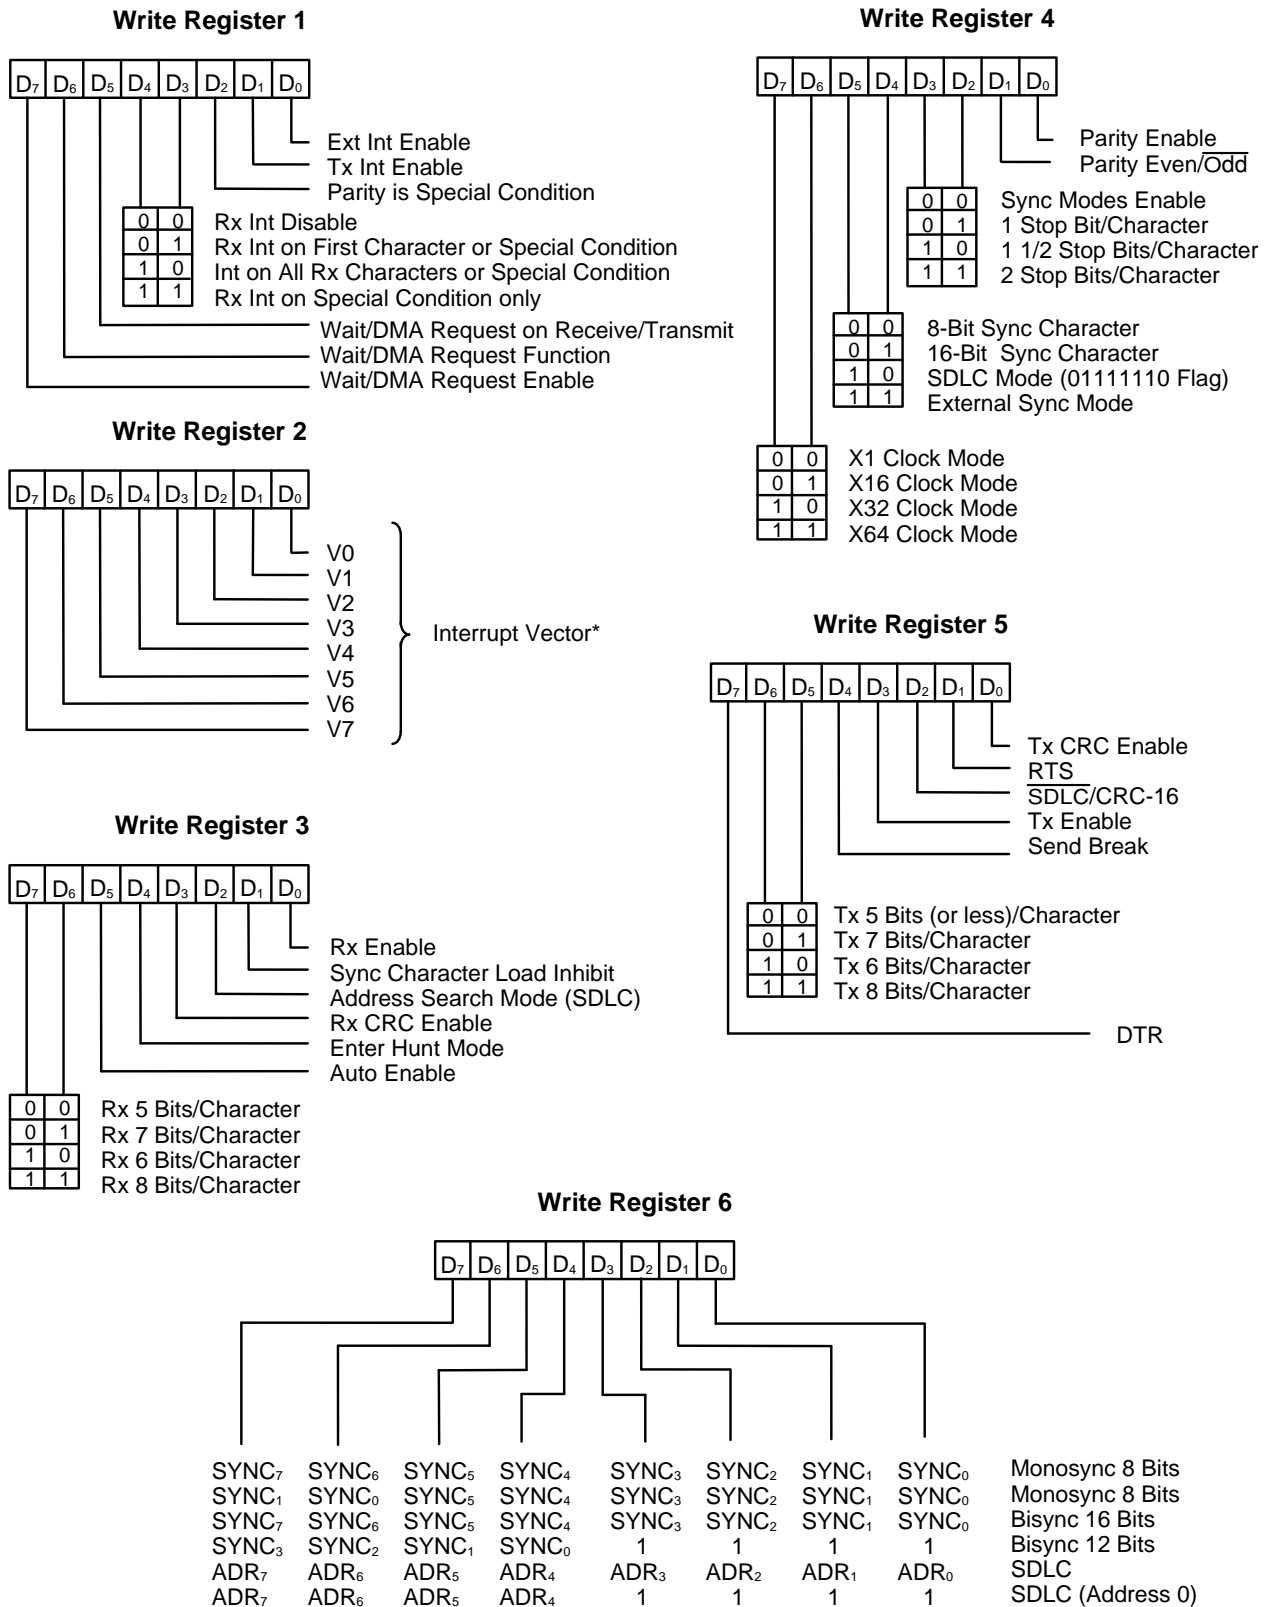 Write Register 1
D7 D6 D5 D4 D3 D2 D1 D0
Ext Int Enable
Tx Int Enable
Parity is Special Condition
0 0 Rx Int Disable
0 1 Rx Int on First Character or Special Condition
1 0 Int on All Rx Characters or Special Condition
1 1 Rx Int on Special Condition only
Wait/DMA Request on Receive/Transmit
Wait/DMA Request Function
Wait/DMA Request Enable
Write Register 2
D7 D6 D5 D4 D3 D2 D1 D0
V0
V1
V2
V3
V4
V5
V6
V7
Interrupt Vector*
Write Register 3
D7 D6 D5 D4 D3 D2 D1 D0
Rx Enable
Sync Character Load Inhibit
Address Search Mode (SDLC)
Rx CRC Enable
Enter Hunt Mode
Auto Enable
0 0 Rx 5 Bits/Character
0 1 Rx 7 Bits/Character
1 0 Rx 6 Bits/Character
1 1 Rx 8 Bits/Character
Write Register 4
D7 D6 D5 D4 D3 D2 D1 D0
Parity Enable
Parity Even/Odd
0 0 Sync Modes Enable
0 1 1 Stop Bit/Character
1 0 1 1/2 Stop Bits/Character
1 1 2 Stop Bits/Character
0 0 8-Bit Sync Character
0 1 16-Bit Sync Character
1 0 SDLC Mode (01111110 Flag)
1 1 External Sync Mode
0 0 X1 Clock Mode
0 1 X16 Clock Mode
1 0 X32 Clock Mode
1 1 X64 Clock Mode
Write Register 5
D7 D6 D5 D4 D3 D2 D1 D0
Tx CRC Enable
RTS
SDLC/CRC-16
Tx Enable
Send Break
0 0 Tx 5 Bits (or less)/Character
0 1 Tx 7 Bits/Character
1 0 Tx 6 Bits/Character
1 1 Tx 8 Bits/Character
DTR
Write Register 6
D7 D6 D5 D4 D3 D2 D1 D0
SYNC7 SYNC6 SYNC5 SYNC4 SYNC3 SYNC2 SYNC1 SYNC0 Monosync 8 Bits
SYNC1 SYNC0 SYNC5 SYNC4 SYNC3 SYNC2 SYNC1 SYNC0 Monosync 8 Bits
SYNC7 SYNC6 SYNC5 SYNC4 SYNC3 SYNC2 SYNC1 SYNC0 Bisync 16 Bits
SYNC3 SYNC2 SYNC1 SYNC0 1 1 1 1 Bisync 12 Bits
ADR7 ADR6 ADR5 ADR4 ADR3 ADR2 ADR1 ADR0 SDLC
ADR7 ADR6 ADR5 ADR4 1 1 1 1 SDLC (Address 0)